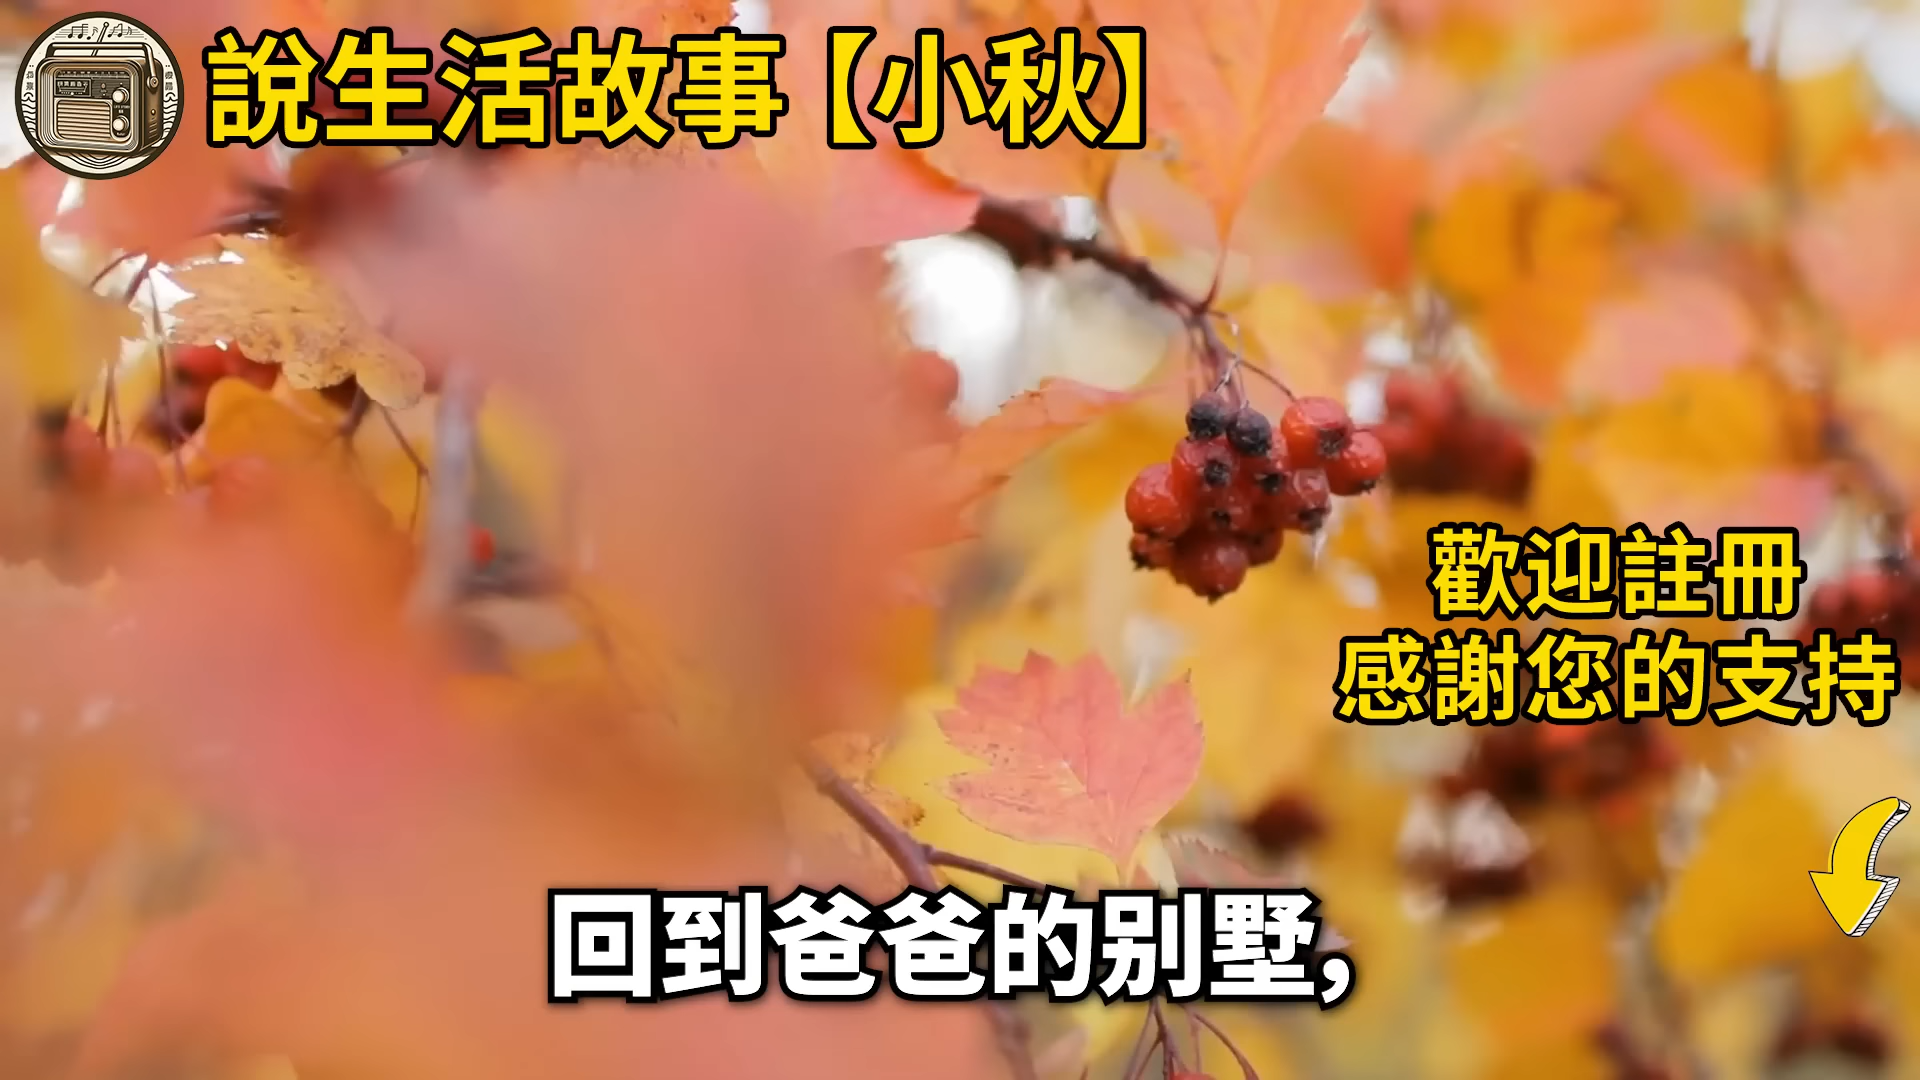 說生活故事【小秋】
歡迎註冊
感謝您的支持
回到爸爸的别墅,